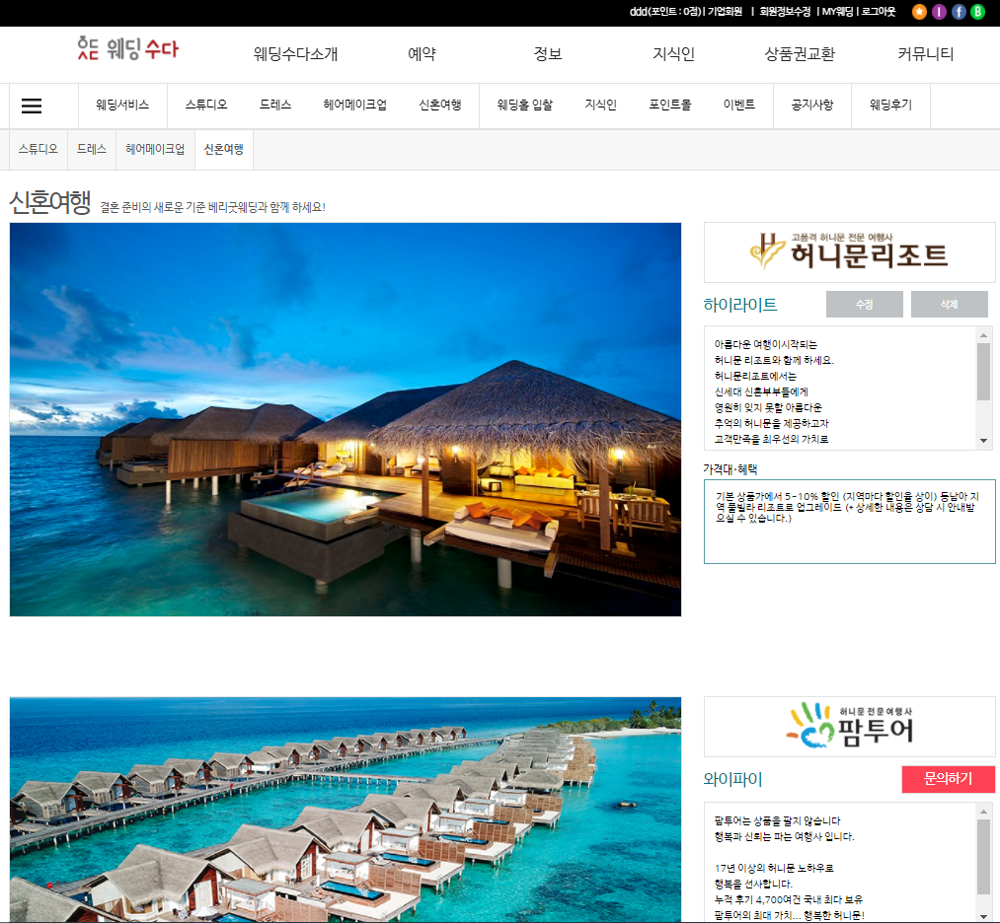 ddd(포인트 : 0점) | 기업회원 | 회원정보수정 | MY웨딩 | 로그아웃
웨딩 수다
웨딩수다소개 예약 정보 지식인 상품권교환 커뮤니티
웨딩서비스 스튜디오 드레스 헤어메이크업 신혼여행 웨딩홀 입찰 지식인 포인트몰 이벤트 공지사항 웨딩후기
스튜디오 드레스 헤어메이크업 신혼여행
신혼여행 결혼 준비의 새로운 기준 베리굿웨딩과 함께 하세요!
고품격 허니문 전문 여행사
허니문리조트
하이라이트 수정 삭제
아름다운 여행이시작되는
허니문 리조트와 함께 하세요.
허니문리조트에서는
신세대 신혼부부들에게
영원히 잊지 못할 아름다운
추억의 허니문을 제공하고자
고객만족을 최우선의 가치로
가격대·혜택
기본 상품가에서 5~10% 할인 (지역마다 할인율 상이) 동남아 지
역 풀빌라 리조트로 업그레이드 (+ 상세한 내용은 상담 시 안내받
으실 수 있습니다.)
허니문 전문 여행사
팜투어
와이파이 문의하기
팜투어는 상품을 팔지 않습니다
행복과 신뢰는 파는 여행사 입니다.
17년 이상의 허니문 노하우로
행복을 선사합니다.
누적 후기 4,700여건 국내 최다 보유
팜투어의 최대 가치... 행복한 허니문!